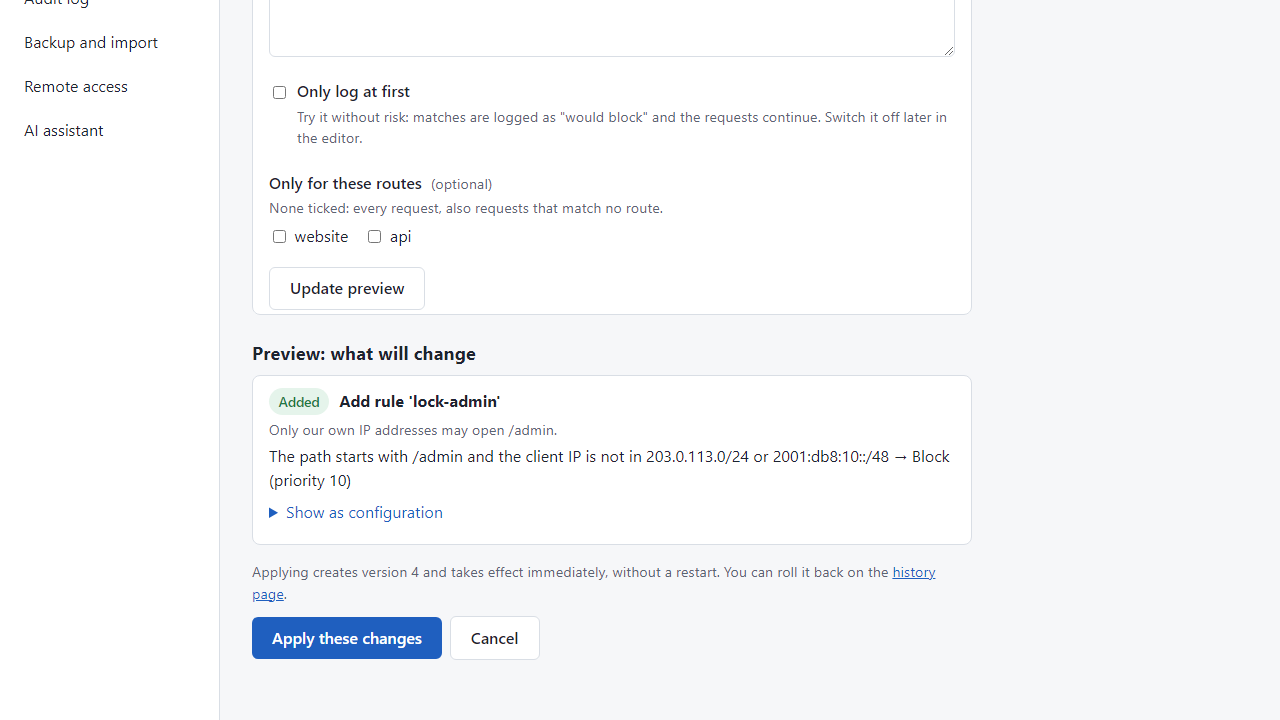 Audit log
Backup and import
Remote access
AI assistant
Only log at first
Try it without risk: matches are logged as "would block" and the requests continue. Switch it off later in
the editor.
Only for these routes (optional)
None ticked: every request, also requests that match no route.
website api
Update preview
Preview: what will change
Added Add rule 'lock-admin'
Only our own IP addresses may open /admin.
The path starts with /admin and the client IP is not in 203.0.113.0/24 or 2001:db8:10::/48 → Block
(priority 10)
Show as configuration
Applying creates version 4 and takes effect immediately, without a restart. You can roll it back on the history
page.
Apply these changes Cancel